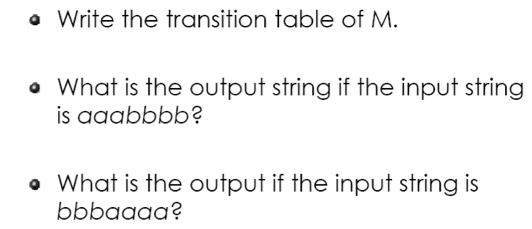 • Write the transition table of M.
• What is the output string if the input string
is aaabbbb?
• What is the output if the input string is
bbbaaaa?